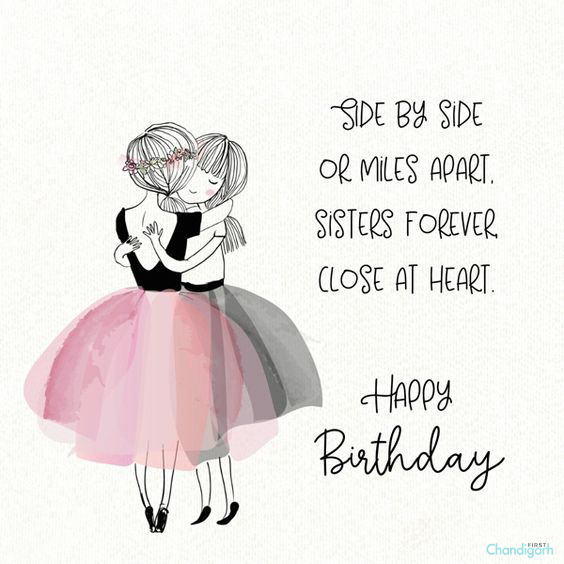 SIDE BY SIDE
OR MILES APART,
SISTERS FOREVER,
CLOSE AT HEART.
HAPPY
Birthday
FIRST
Chandigarh